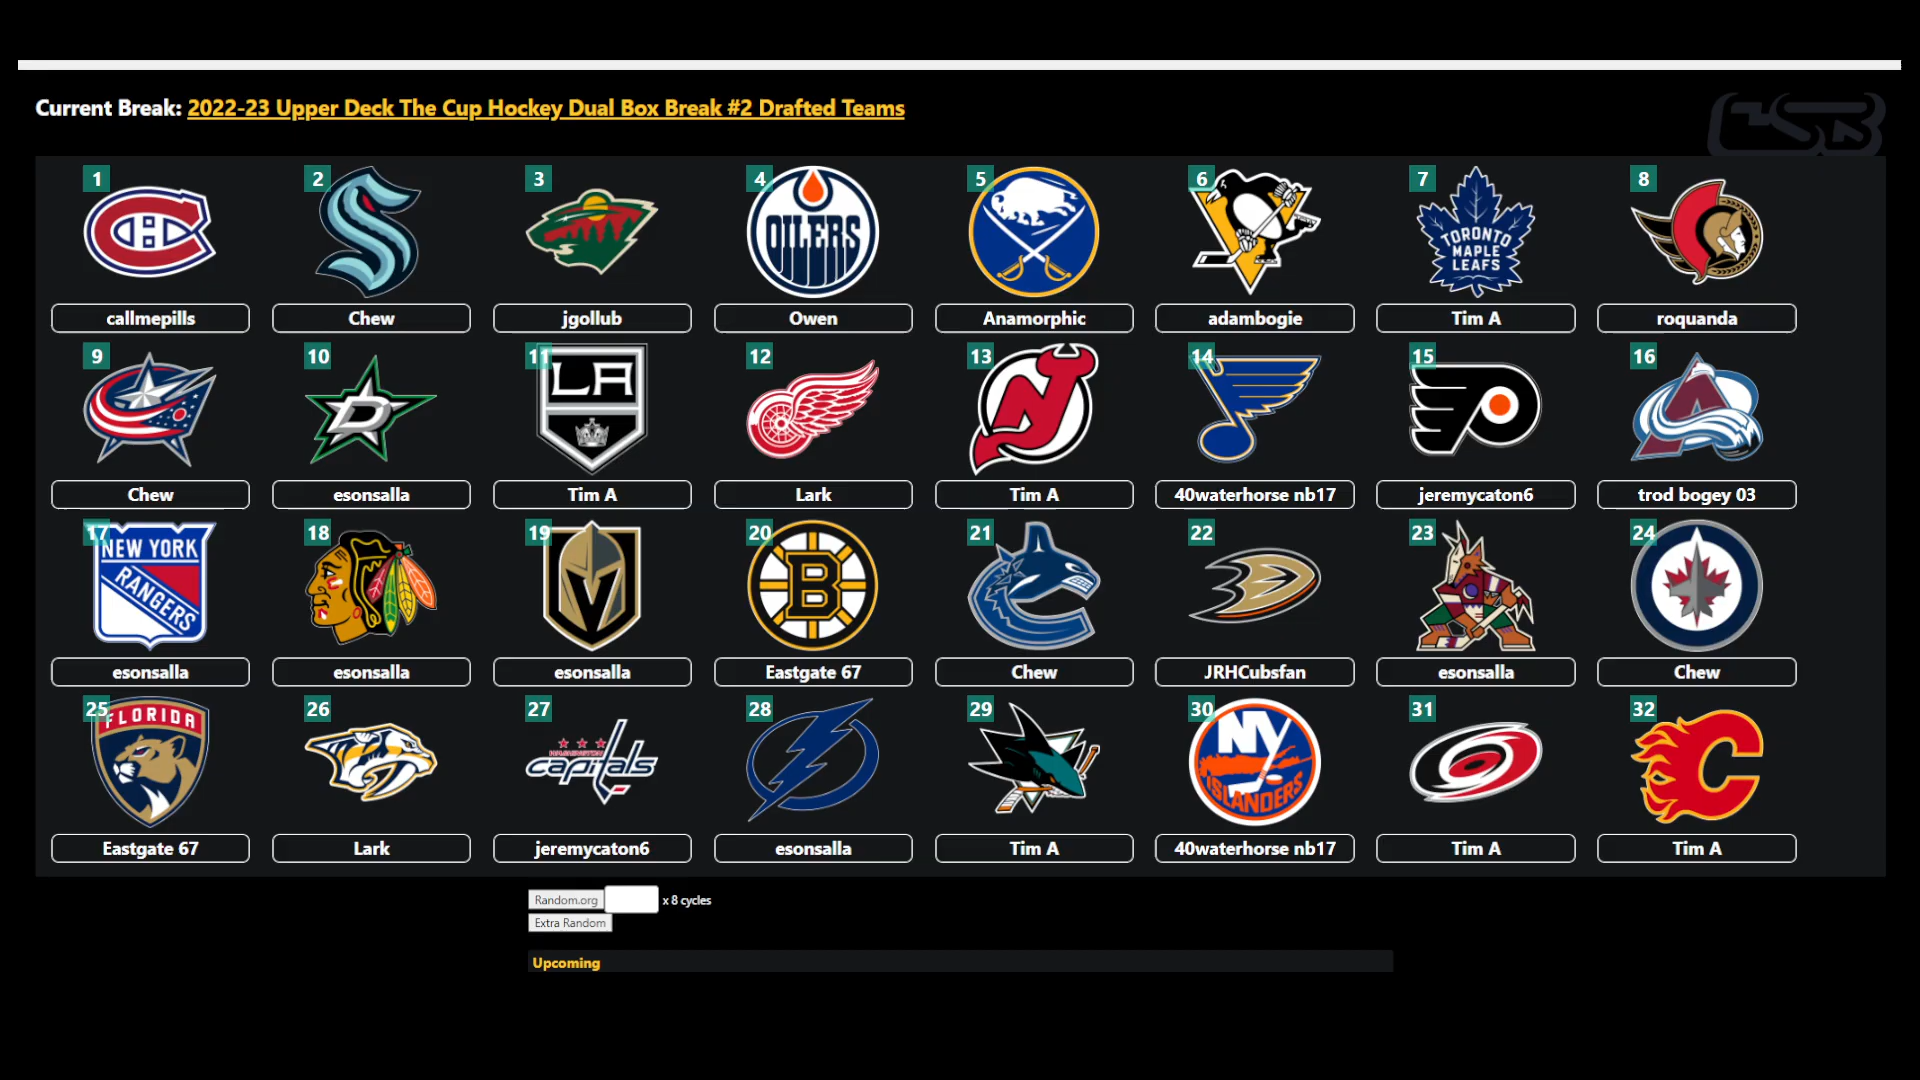 Current Break: 2022-23 Upper Deck The Cup Hockey Dual Box Break #2 Drafted Teams
CSB
1 2 3 4 5 6 7 8
OILERS
TORONTO
MAPLE
LEAFS
callmepills Chew jgollub Owen Anamorphic adambogie Tim A roquanda
9 10 11 12 13 14 15 16
LA
Chew esonsalla Tim A Lark Tim A 40waterhorse nb17 jeremycaton6 trod bogey 03
17 18 19 20 21 22 23 24
NEW YORK
RANGERS
B
esonsalla esonsalla esonsalla Eastgate 67 Chew JRHCubsfan esonsalla Chew
25 26 27 28 29 30 31 32
FLORIDA
WASHINGTON
capitals
NY
ISLANDERS
C
Eastgate 67 Lark jeremycaton6 esonsalla Tim A 40waterhorse nb17 Tim A Tim A
Random.org x 8 cycles
Extra Random
Upcoming